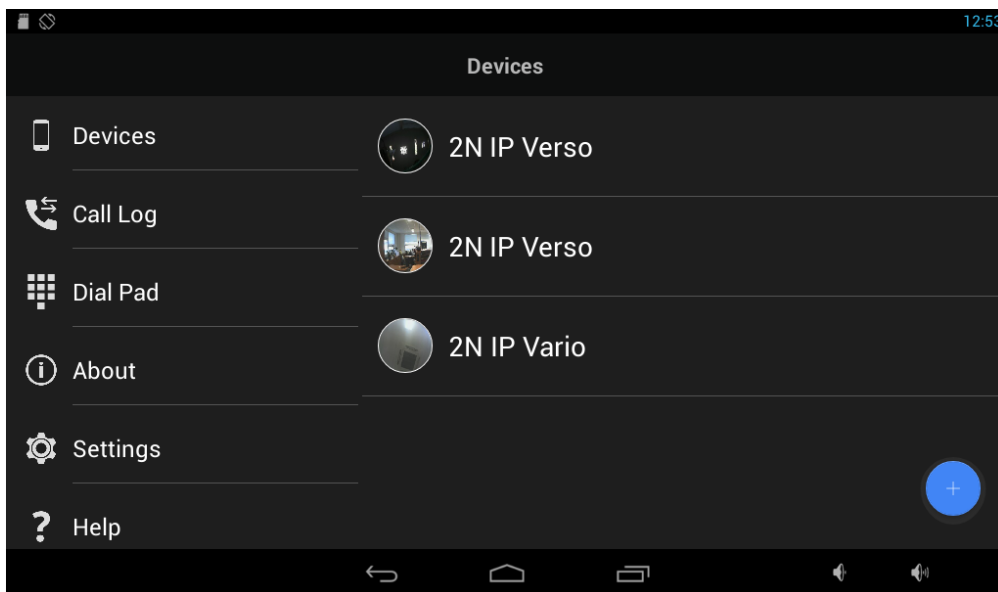 12:53
Devices
Devices
Call Log
Dial Pad
About
Settings
Help
2N IP Verso
2N IP Verso
2N IP Vario